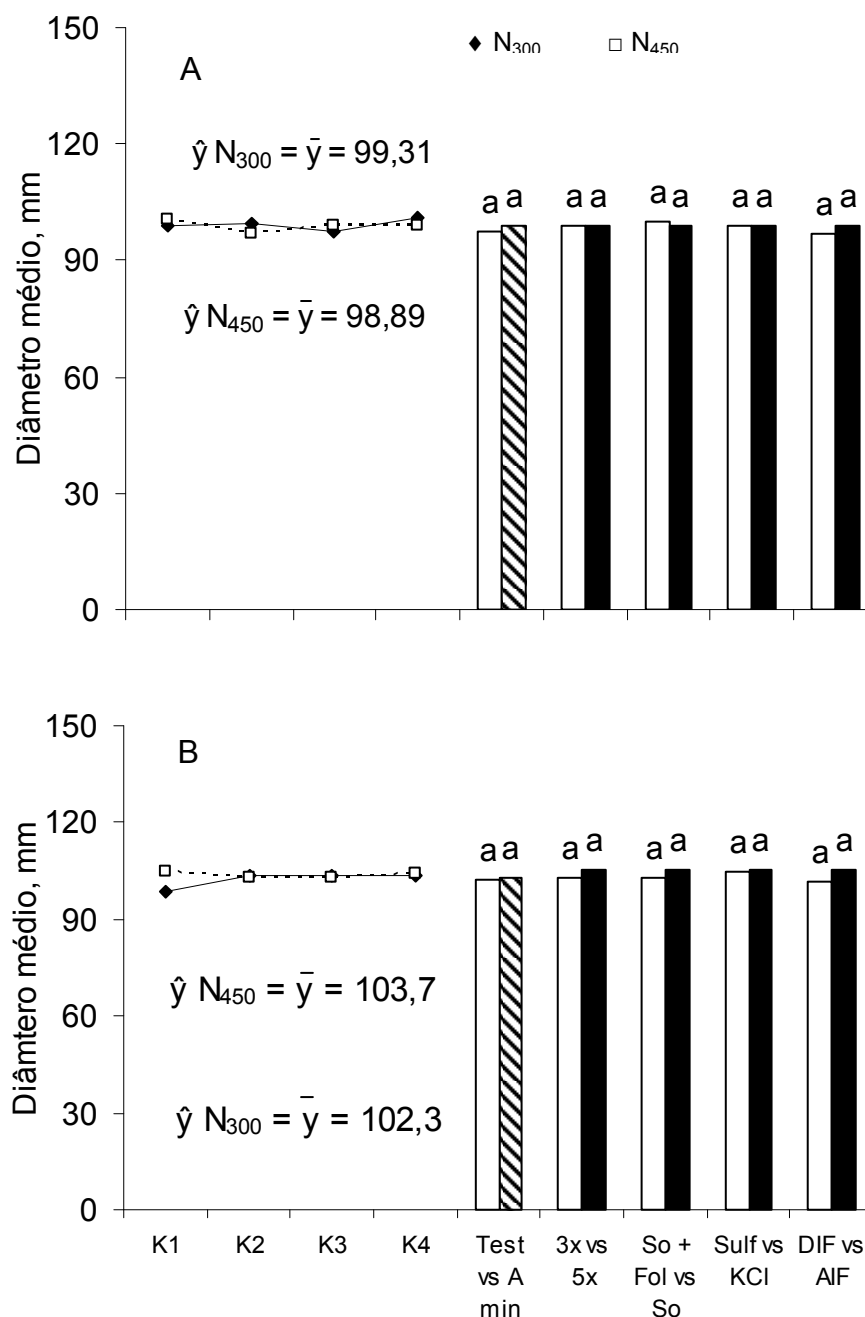 ◆ N300 □ N450
A
Diâmetro médio, mm
150
120
90
60
30
0
ŷ N300 = ȳ = 99,31
ŷ N450 = ȳ = 98,89
a a a a a a a a a a
B
Diâmtero médio, mm
150
120
90
60
30
0
ŷ N450 = ȳ = 103,7
ŷ N300 = ȳ = 102,3
a a a a a a a a a a
K1 K2 K3 K4
Test
vs A
min
3x vs
5x
So +
Fol vs
So
Sulf vs
KCl
DIF vs
AIF